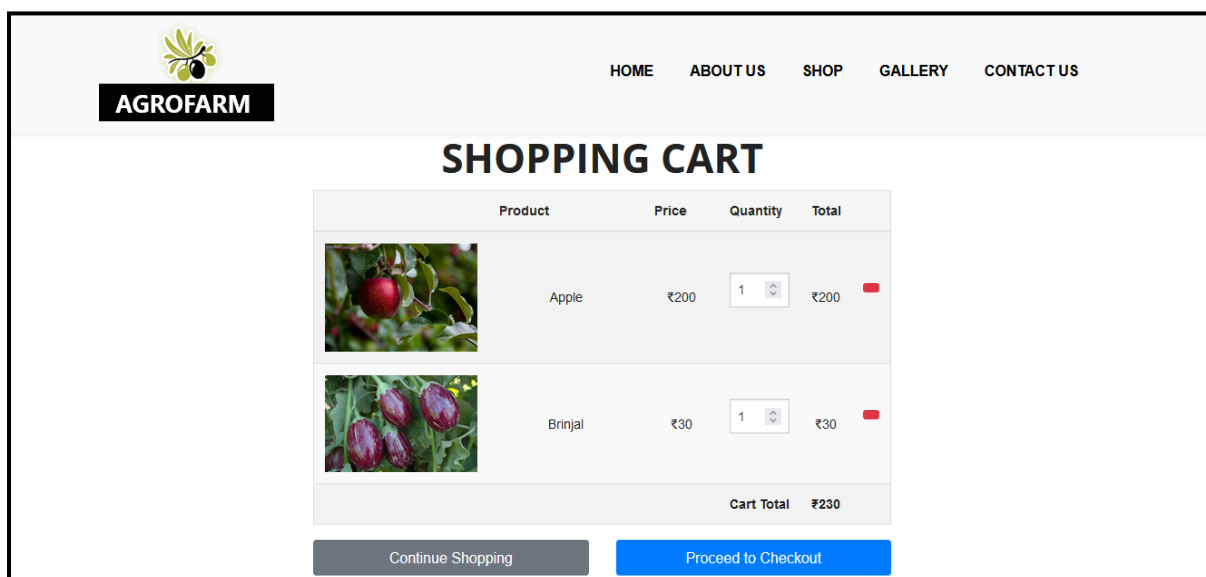 AGROFARM
HOME ABOUT US SHOP GALLERY CONTACT US
SHOPPING CART
Product Price Quantity Total
Apple ₹200 1 ₹200
Brinjal ₹30 1 ₹30
Cart Total ₹230
Continue Shopping Proceed to Checkout